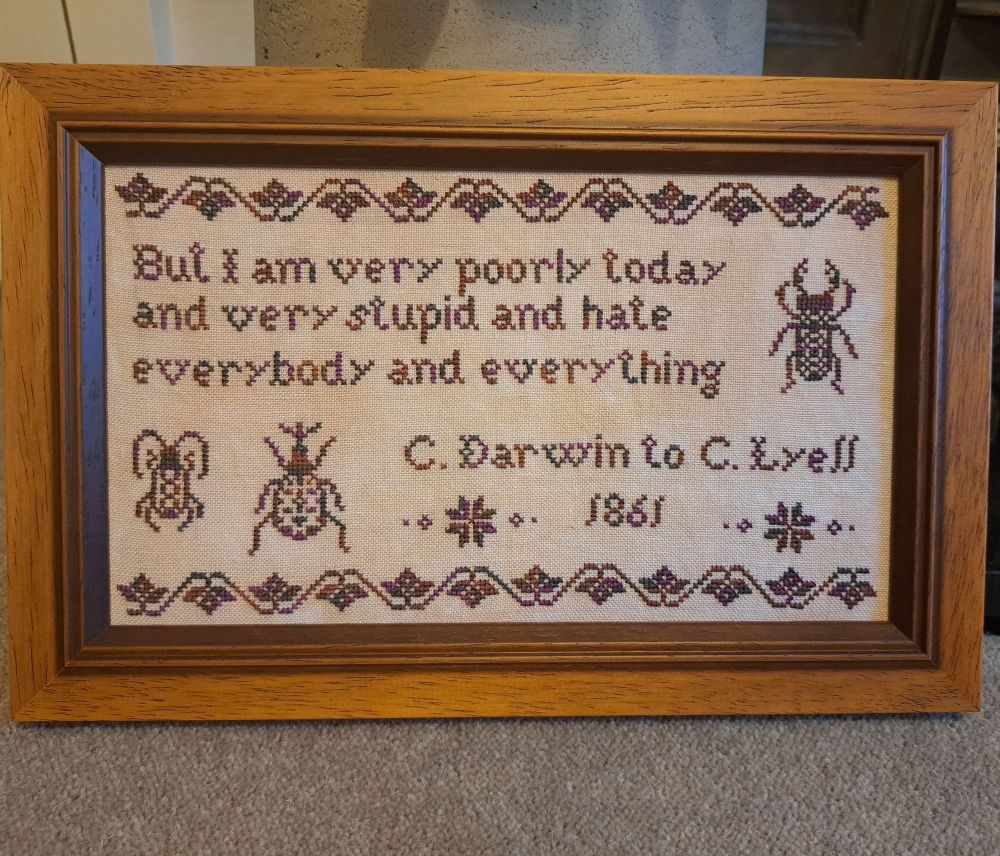 But I am very poorly today
and very stupid and hate
everybody and everything
C. Darwin to C. Lyell
1861